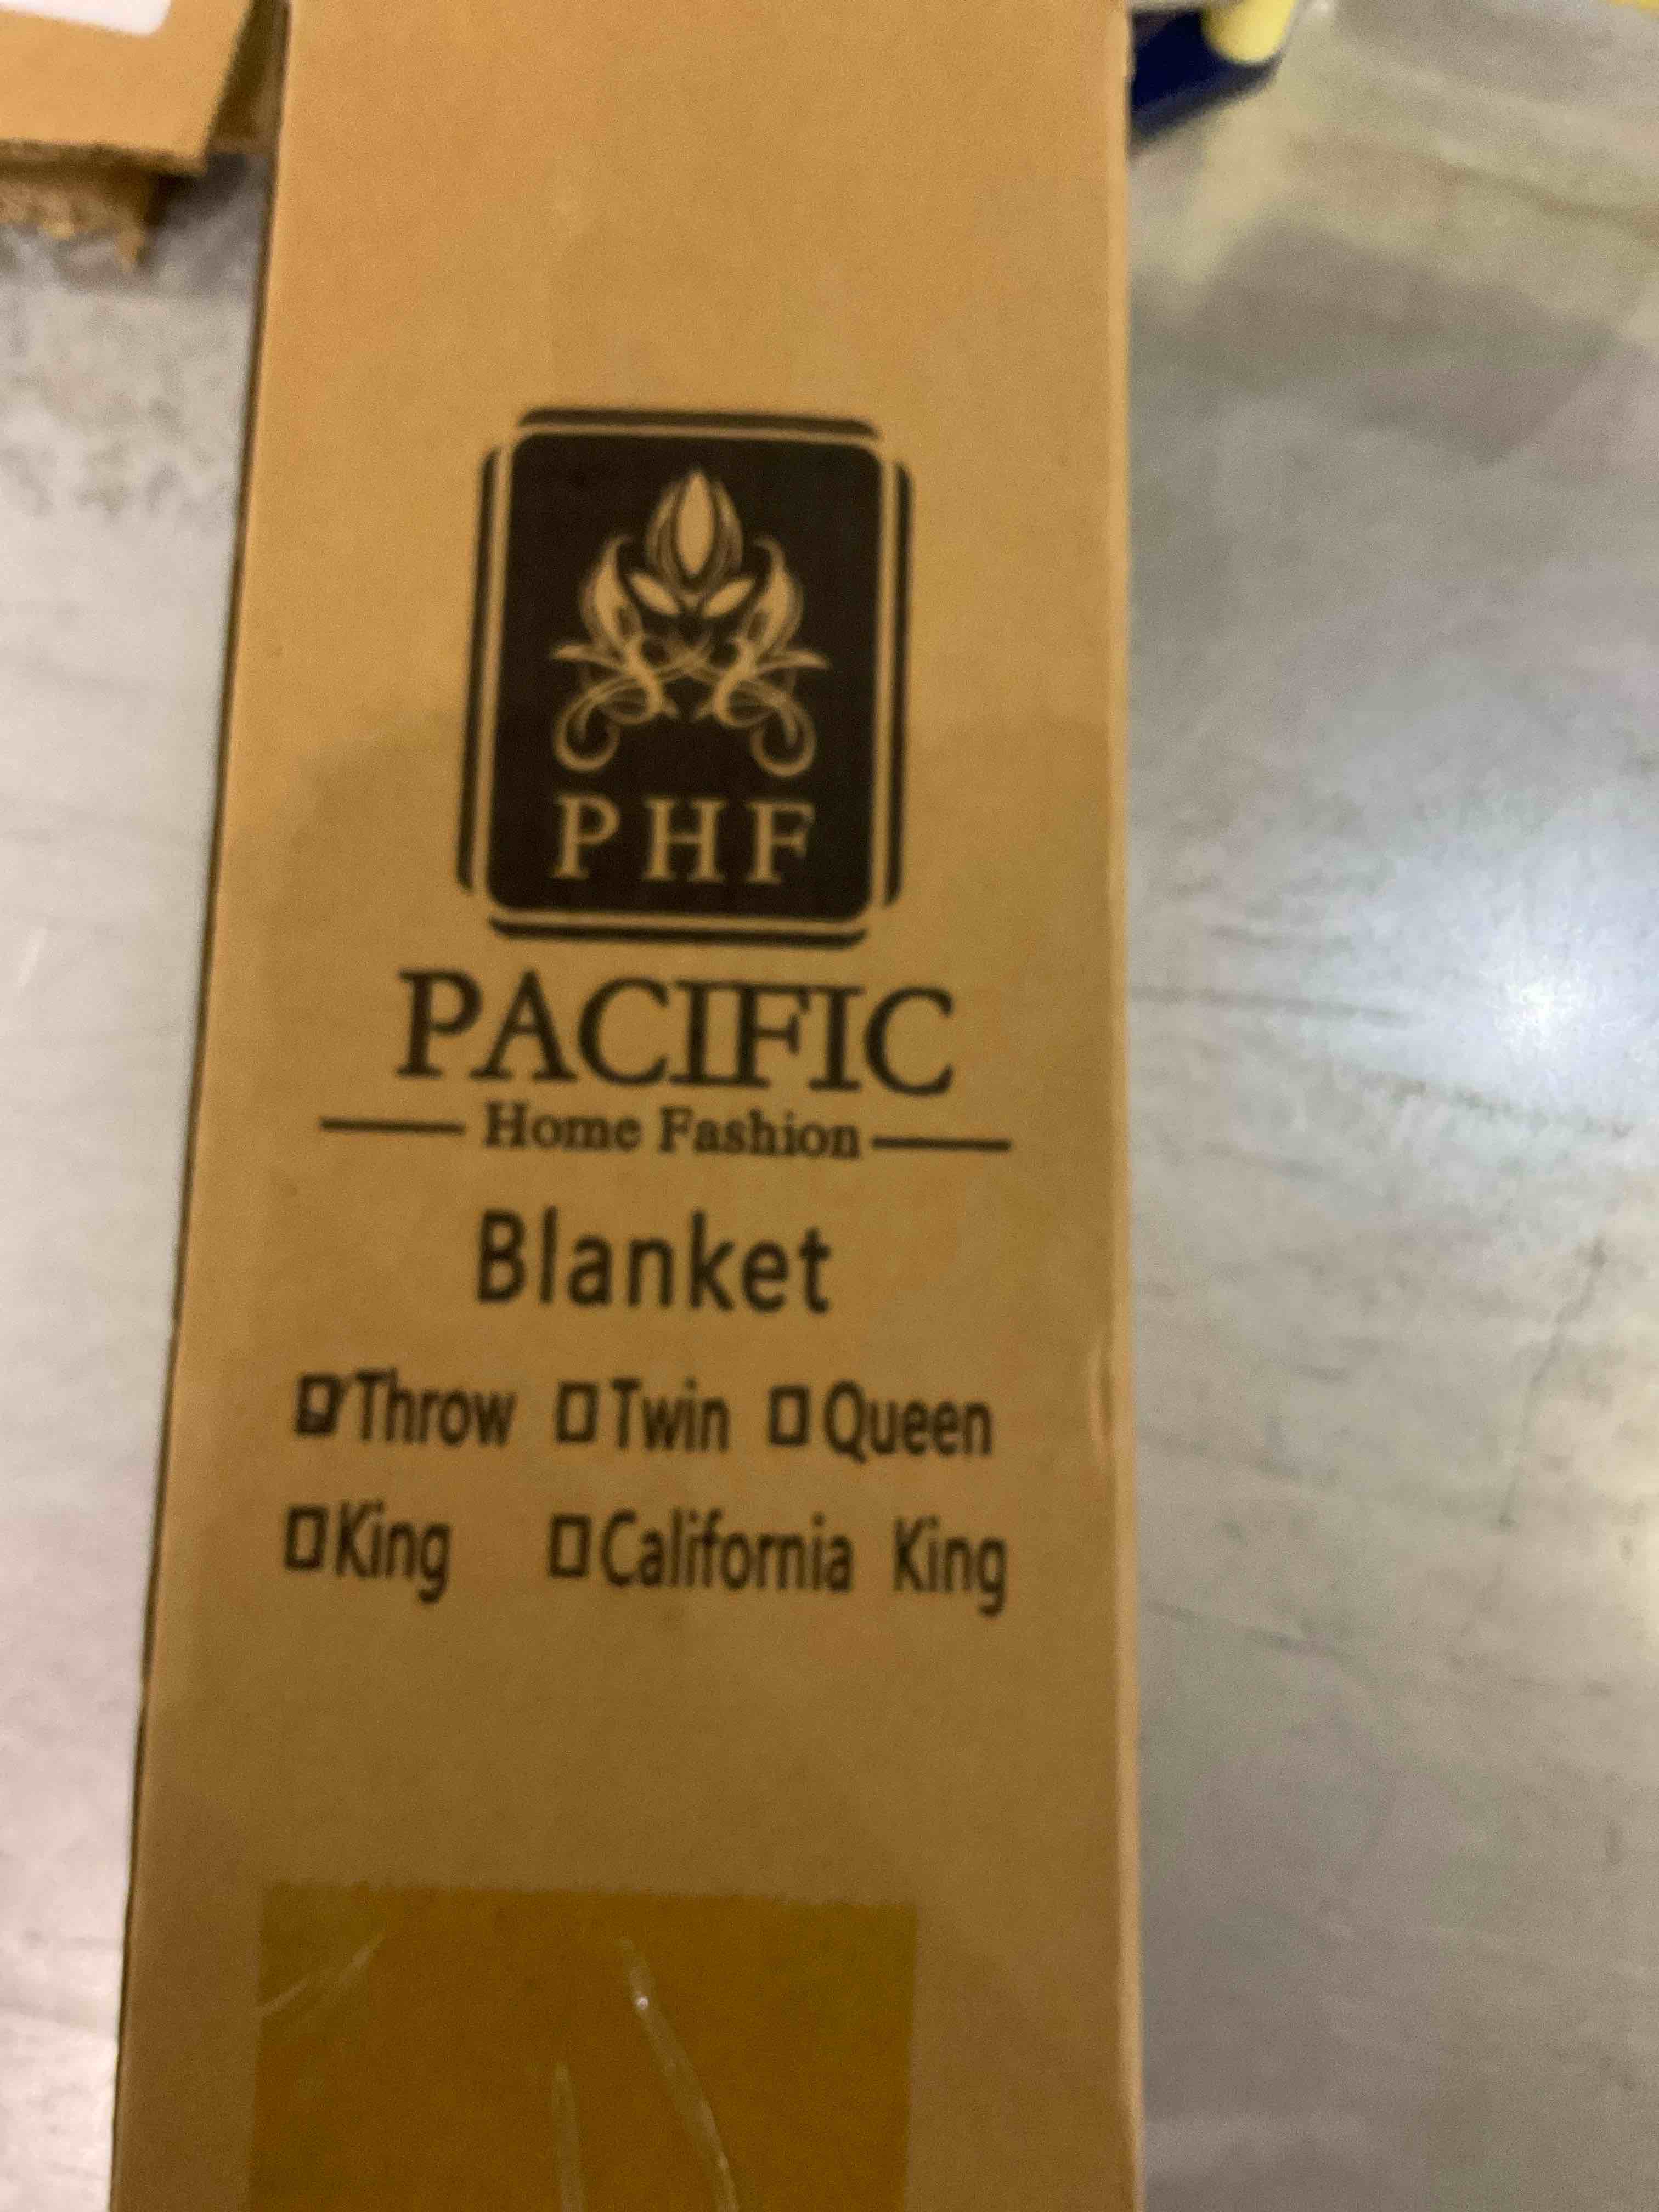 PHF
PACIFIC
Home Fashion
Blanket
☑Throw ☐Twin ☐Queen
☐King ☐California King